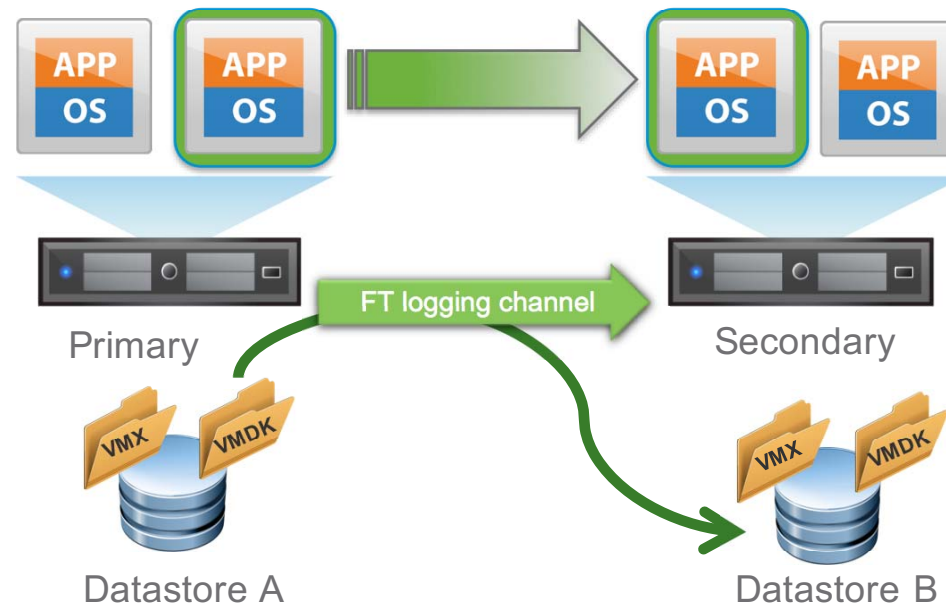 APP
OS
APP
OS
APP
OS
APP
OS
FT logging channel
Primary
Secondary
VMX
VMDK
VMX
VMDK
Datastore A
Datastore B